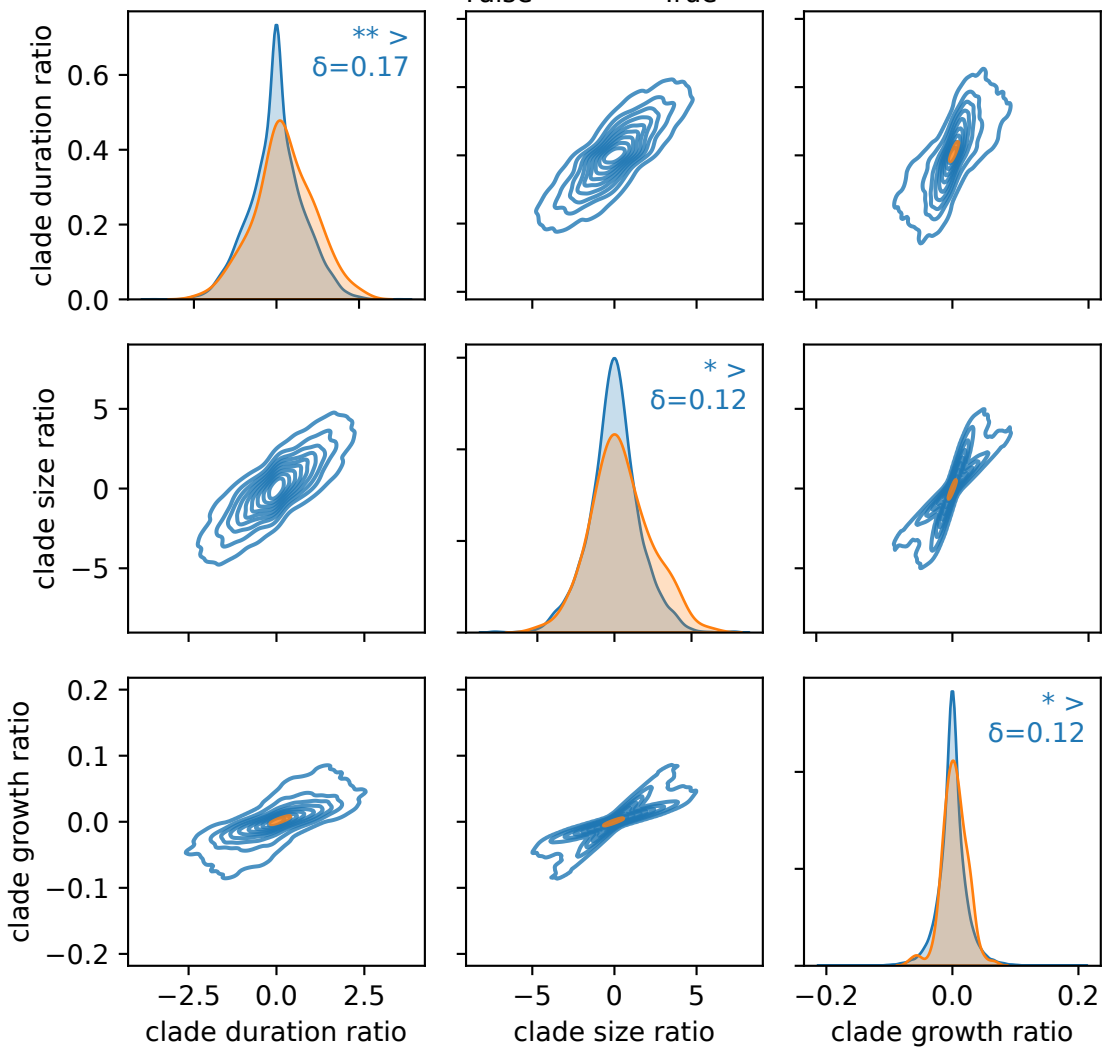 True
clade duration ratio
0.6
0.4
0.2
0.0
** >
δ=0.17
clade size ratio
5
0
−5
* >
δ=0.12
clade growth ratio
0.2
0.1
0.0
−0.1
−0.2
* >
δ=0.12
−2.5 0.0 2.5
−5 0 5
−0.2 0.0 0.2
clade duration ratio
clade size ratio
clade growth ratio